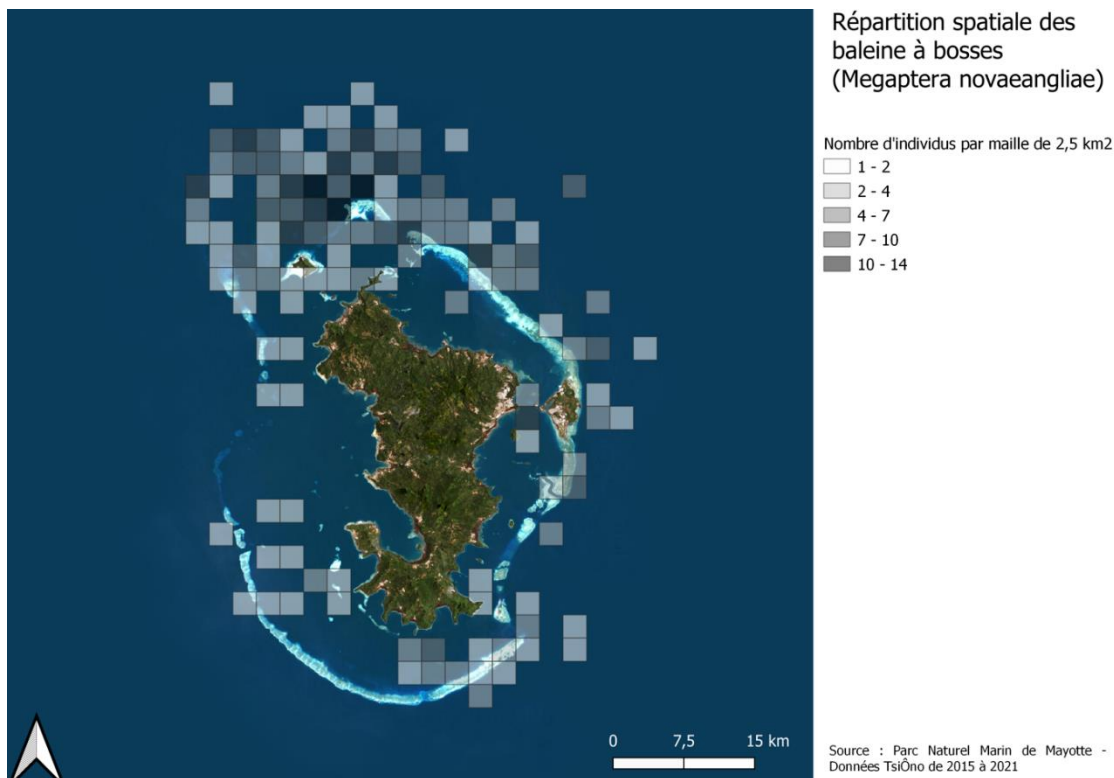 Répartition spatiale des
baleine à bosses
(Megaptera novaeangliae)
Nombre d'individus par maille de 2,5 km2
1 - 2
2 - 4
4 - 7
7 - 10
10 - 14
0 7,5 15 km
Source : Parc Naturel Marin de Mayotte -
Données TsiÔno de 2015 à 2021